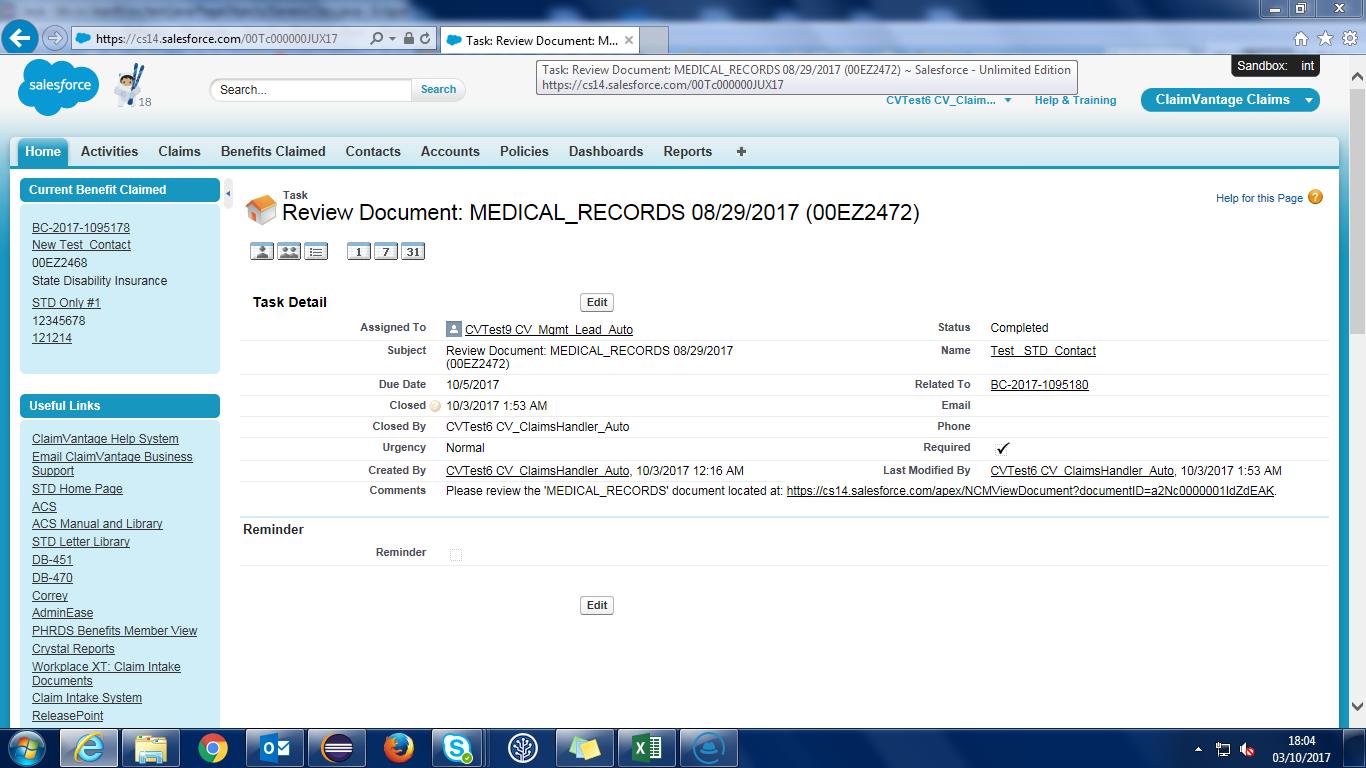 https://cs14.salesforce.com/00Tc000000JUX17
Task: Review Document: M...
Task: Review Document: MEDICAL_RECORDS 08/29/2017 (00EZ2472) ~ Salesforce - Unlimited Edition
https://cs14.salesforce.com/00Tc000000JUX17
Sandbox: int
salesforce
18
Search...
Search
CVTest6 CV_Claim...
Help & Training
ClaimVantage Claims
Home Activities Claims Benefits Claimed Contacts Accounts Policies Dashboards Reports +
Current Benefit Claimed
BC-2017-1095178
New Test_Contact
00EZ2468
State Disability Insurance
STD Only #1
12345678
121214
Useful Links
ClaimVantage Help System
Email ClaimVantage Business
Support
STD Home Page
ACS
ACS Manual and Library
STD Letter Library
DB-451
DB-470
Correy
AdminEase
PHRDS Benefits Member View
Crystal Reports
Workplace XT: Claim Intake
Documents
Claim Intake System
ReleasePoint
Task
Review Document: MEDICAL_RECORDS 08/29/2017 (00EZ2472)
Help for this Page ?
1 7 31
Task Detail
Edit
Assigned To CVTest9 CV_Mgmt_Lead_Auto Status Completed
Subject Review Document: MEDICAL_RECORDS 08/29/2017 Name Test_ STD_Contact
(00EZ2472)
Due Date 10/5/2017 Related To BC-2017-1095180
Closed 10/3/2017 1:53 AM Email
Closed By CVTest6 CV_ClaimsHandler_Auto Phone
Urgency Normal Required
Created By CVTest6 CV_ClaimsHandler_Auto, 10/3/2017 12:16 AM Last Modified By CVTest6 CV_ClaimsHandler_Auto, 10/3/2017 1:53 AM
Comments Please review the 'MEDICAL_RECORDS' document located at: https://cs14.salesforce.com/apex/NCMViewDocument?documentID=a2Nc0000001IdZdEAK.
Reminder
Reminder
Edit
18:04
03/10/2017